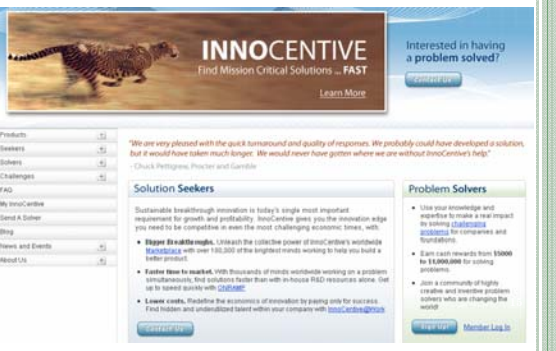 INNOCENTIVE
Find Mission Critical Solutions ... FAST
Learn More
Interested in having
a problem solved?
Contact Us
Products
Seekers
Solvers
Challenges
FAQ
My InnoCentive
Send A Solver
Blog
News and Events
About Us
"We are very pleased with the quick turnaround and quality of responses. We probably could have developed a solution,
but it would have taken much longer. We would never have gotten where we are without InnoCentive's help."
- Chuck Pettigrew, Procter and Gamble
Solution Seekers
Sustainable breakthrough innovation is today's single most important
requirement for growth and profitability. InnoCentive gives you the innovation edge
you need to be competitive in even the most challenging economic times, with:
• Bigger Breakthroughs. Unleash the collective power of InnoCentive's worldwide
Marketplace with over 180,000 of the brightest minds working to help you build a
better product.
• Faster time to market. With thousands of minds worldwide working on a problem
simultaneously, find solutions faster than with in-house R&D resources alone. Get
up to speed quickly with ONRAMP
• Lower costs. Redefine the economics of innovation by paying only for success.
Find hidden and underutilized talent within your company with InnoCentive@Work
Contact Us
Problem Solvers
• Use your knowledge and
expertise to make a real impact
by solving challenging
problems for companies and
foundations.
• Earn cash rewards from $5000
to $1,000,000 for solving
problems.
• Join a community of highly
creative and inventive problem
solvers who are changing the
world!
Sign Up! Member Log In